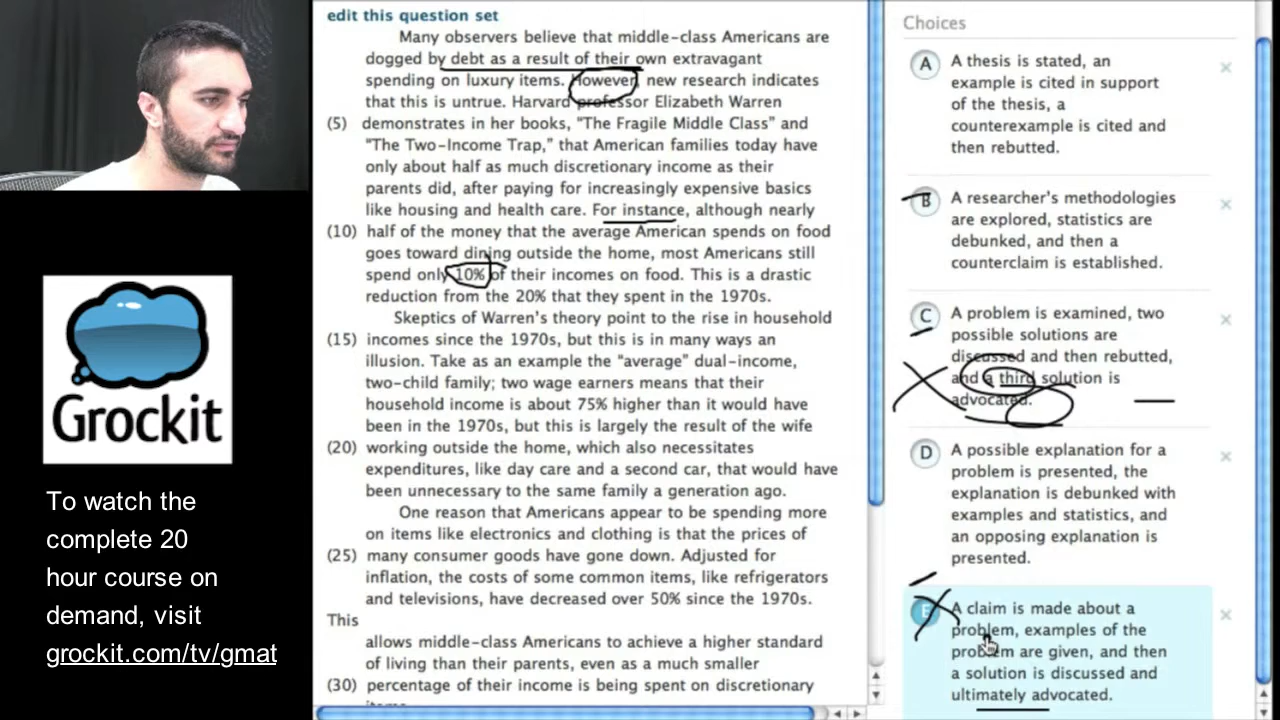 edit this question set
Many observers believe that middle-class Americans are
dogged by debt as a result of their own extravagant
spending on luxury items. However, new research indicates
that this is untrue. Harvard professor Elizabeth Warren
(5) demonstrates in her books, “The Fragile Middle Class” and
“The Two-Income Trap,” that American families today have
only about half as much discretionary income as their
parents did, after paying for increasingly expensive basics
like housing and health care. For instance, although nearly
(10) half of the money that the average American spends on food
goes toward dining outside the home, most Americans still
spend only 10% of their incomes on food. This is a drastic
reduction from the 20% that they spent in the 1970s.
Skeptics of Warren’s theory point to the rise in household
(15) incomes since the 1970s, but this is in many ways an
illusion. Take as an example the “average” dual-income,
two-child family; two wage earners means that their
household income is about 75% higher than it would have
been in the 1970s, but this is largely the result of the wife
(20) working outside the home, which also necessitates
expenditures, like day care and a second car, that would have
been unnecessary to the same family a generation ago.
One reason that Americans appear to be spending more
on items like electronics and clothing is that the prices of
(25) many consumer goods have gone down. Adjusted for
inflation, the costs of some common items, like refrigerators
and televisions, have decreased over 50% since the 1970s.
This
allows middle-class Americans to achieve a higher standard
of living than their parents, even as a much smaller
(30) percentage of their income is being spent on discretionary
Choices
A A thesis is stated, an
example is cited in support
of the thesis, a
counterexample is cited and
then rebutted.
B A researcher’s methodologies
are explored, statistics are
debunked, and then a
counterclaim is established.
C A problem is examined, two
possible solutions are
discussed and then rebutted,
and a third solution is
advocated.
D A possible explanation for a
problem is presented, the
explanation is debunked with
examples and statistics, and
an opposing explanation is
presented.
E A claim is made about a
problem, examples of the
problem are given, and then
a solution is discussed and
ultimately advocated.
Grockit
To watch the
complete 20
hour course on
demand, visit
grockit.com/tv/gmat